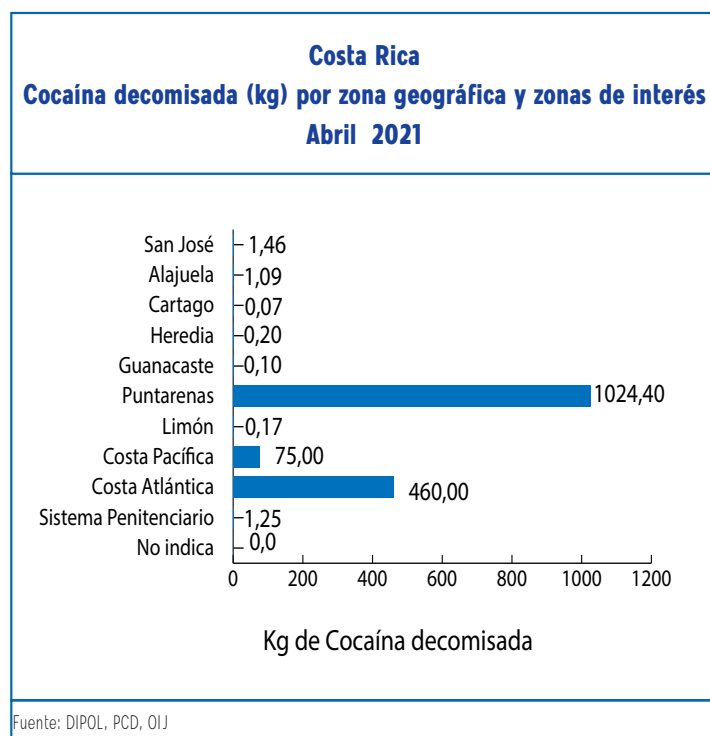 Costa Rica
Cocaína decomisada (kg) por zona geográfica y zonas de interés
Abril 2021
San José 1,46
Alajuela 1,09
Cartago 0,07
Heredia 0,20
Guanacaste 0,10
Puntarenas 1024,40
Limón 0,17
Costa Pacífica 75,00
Costa Atlántica 460,00
Sistema Penitenciario 1,25
No indica 0,0
0 200 400 600 800 1000 1200
Kg de Cocaína decomisada
Fuente: DIPOL, PCD, OIJ